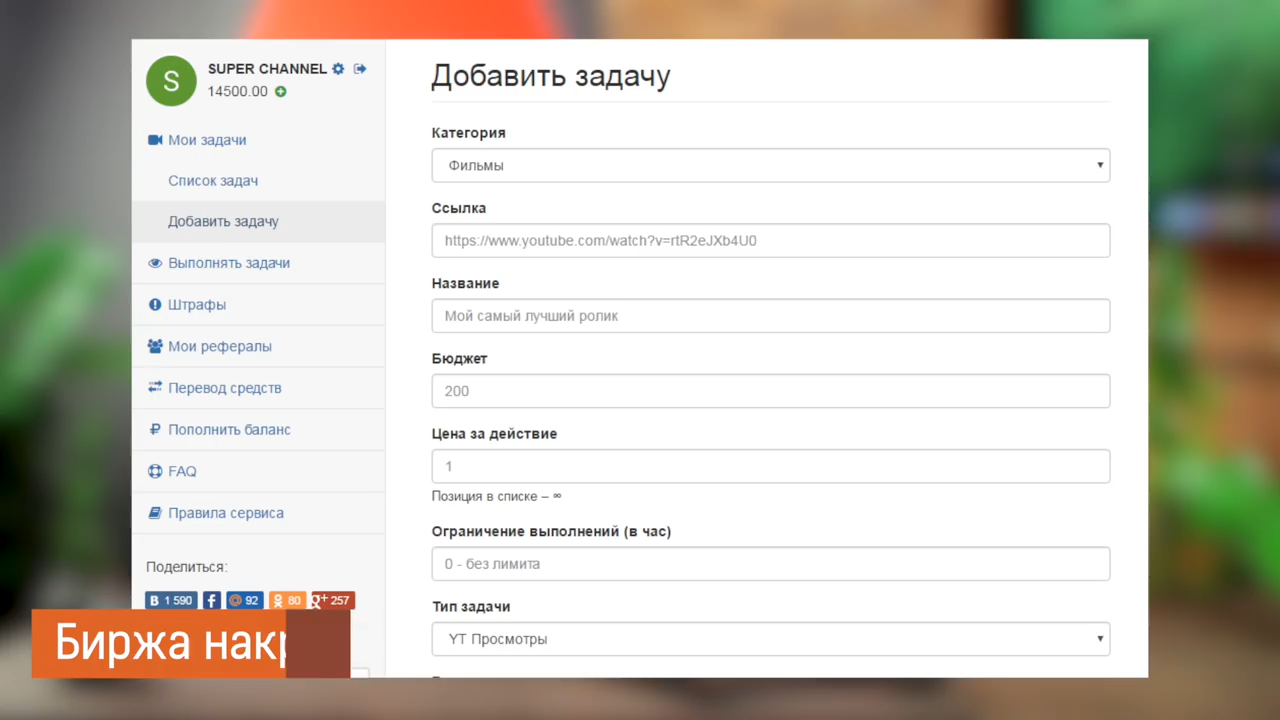 S
SUPER CHANNEL
14500.00
Мои задачи
Список задач
Добавить задачу
Выполнять задачи
Штрафы
Мои рефералы
Перевод средств
Пополнить баланс
FAQ
Правила сервиса
Поделиться:
В 1 590 f 92 80 g+ 257
Добавить задачу
Категория
Фильмы
Ссылка
https://www.youtube.com/watch?v=rtR2eJXb4U0
Название
Мой самый лучший ролик
Бюджет
200
Цена за действие
1
Позиция в списке – ∞
Ограничение выполнений (в час)
0 - без лимита
Тип задачи
YT Просмотры
Биржа нак